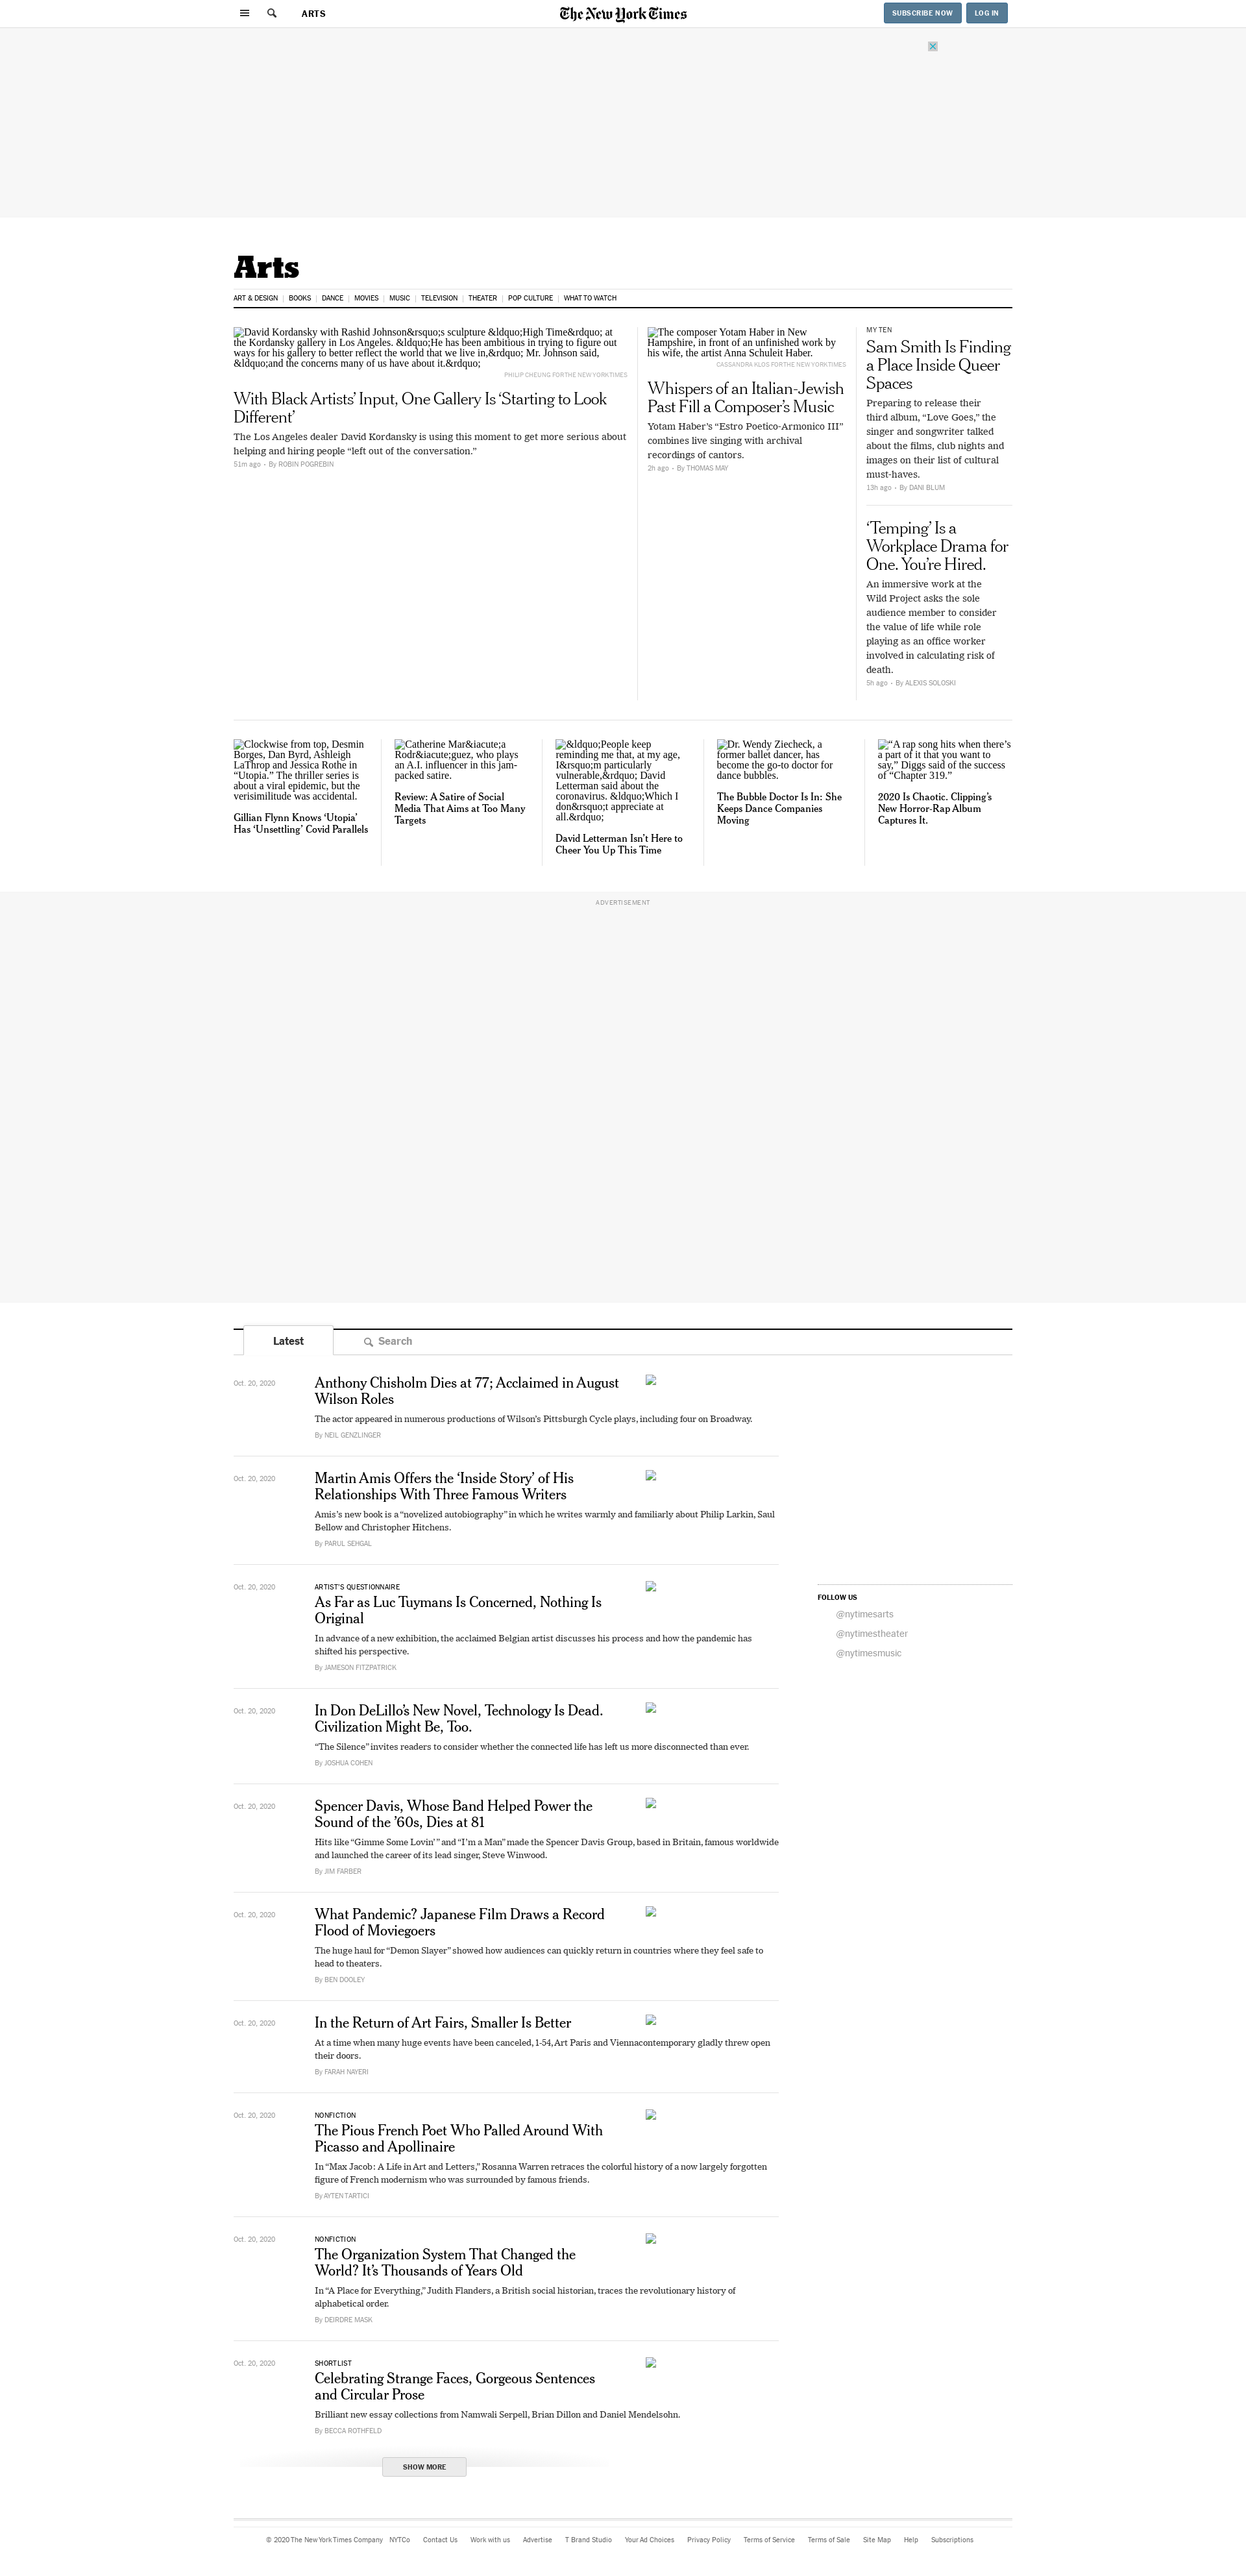 ARTS
The New York Times
SUBSCRIBE NOW
LOG IN
Arts
ART & DESIGN
BOOKS
DANCE
MOVIES
MUSIC
TELEVISION
THEATER
POP CULTURE
WHAT TO WATCH
David Kordansky with Rashid Johnson&rsquo;s sculpture &ldquo;High Time&rdquo; at
the Kordansky gallery in Los Angeles. &ldquo;He has been ambitious in trying to figure out
ways for his gallery to better reflect the world that we live in,&rdquo; Mr. Johnson said,
&ldquo;and the concerns many of us have about it.&rdquo;
PHILIP CHEUNG FOR THE NEW YORK TIMES
With Black Artists’ Input, One Gallery Is ‘Starting to Look
Different’
The Los Angeles dealer David Kordansky is using this moment to get more serious about
helping and hiring people “left out of the conversation.”
51m ago • By ROBIN POGREBIN
The composer Yotam Haber in New
Hampshire, in front of an unfinished work by
his wife, the artist Anna Schuleit Haber.
CASSANDRA KLOS FOR THE NEW YORK TIMES
Whispers of an Italian-Jewish
Past Fill a Composer’s Music
Yotam Haber’s “Estro Poetico-Armonico III”
combines live singing with archival
recordings of cantors.
2h ago • By THOMAS MAY
MY TEN
Sam Smith Is Finding
a Place Inside Queer
Spaces
Preparing to release their
third album, “Love Goes,” the
singer and songwriter talked
about the films, club nights and
images on their list of cultural
must-haves.
13h ago • By DANI BLUM
‘Temping’ Is a
Workplace Drama for
One. You’re Hired.
An immersive work at the
Wild Project asks the sole
audience member to consider
the value of life while role
playing as an office worker
involved in calculating risk of
death.
5h ago • By ALEXIS SOLOSKI
Clockwise from top, Desmin
Borges, Dan Byrd, Ashleigh
LaThrop and Jessica Rothe in
“Utopia.” The thriller series is
about a viral epidemic, but the
verisimilitude was accidental.
Gillian Flynn Knows ‘Utopia’
Has ‘Unsettling’ Covid Parallels
Catherine Mar&iacute;a
Rodr&iacute;guez, who plays
an A.I. influencer in this jam-
packed satire.
Review: A Satire of Social
Media That Aims at Too Many
Targets
&ldquo;People keep
reminding me that, at my age,
I&rsquo;m particularly
vulnerable,&rdquo; David
Letterman said about the
coronavirus. &ldquo;Which I
don&rsquo;t appreciate at
all.&rdquo;
David Letterman Isn’t Here to
Cheer You Up This Time
Dr. Wendy Ziecheck, a
former ballet dancer, has
become the go-to doctor for
dance bubbles.
The Bubble Doctor Is In: She
Keeps Dance Companies
Moving
“A rap song hits when there’s
a part of it that you want to
say,” Diggs said of the success
of “Chapter 319.”
2020 Is Chaotic. Clipping’s
New Horror-Rap Album
Captures It.
ADVERTISEMENT
Latest
Search
Oct. 20, 2020
Anthony Chisholm Dies at 77; Acclaimed in August
Wilson Roles
The actor appeared in numerous productions of Wilson’s Pittsburgh Cycle plays, including four on Broadway.
By NEIL GENZLINGER
Oct. 20, 2020
Martin Amis Offers the ‘Inside Story’ of His
Relationships With Three Famous Writers
Amis’s new book is a “novelized autobiography” in which he writes warmly and familiarly about Philip Larkin, Saul
Bellow and Christopher Hitchens.
By PARUL SEHGAL
Oct. 20, 2020
ARTIST’S QUESTIONNAIRE
As Far as Luc Tuymans Is Concerned, Nothing Is
Original
In advance of a new exhibition, the acclaimed Belgian artist discusses his process and how the pandemic has
shifted his perspective.
By JAMESON FITZPATRICK
FOLLOW US
@nytimesarts
@nytimestheater
@nytimesmusic
Oct. 20, 2020
In Don DeLillo’s New Novel, Technology Is Dead.
Civilization Might Be, Too.
“The Silence” invites readers to consider whether the connected life has left us more disconnected than ever.
By JOSHUA COHEN
Oct. 20, 2020
Spencer Davis, Whose Band Helped Power the
Sound of the ’60s, Dies at 81
Hits like “Gimme Some Lovin’ ” and “I’m a Man” made the Spencer Davis Group, based in Britain, famous worldwide
and launched the career of its lead singer, Steve Winwood.
By JIM FARBER
Oct. 20, 2020
What Pandemic? Japanese Film Draws a Record
Flood of Moviegoers
The huge haul for “Demon Slayer” showed how audiences can quickly return in countries where they feel safe to
head to theaters.
By BEN DOOLEY
Oct. 20, 2020
In the Return of Art Fairs, Smaller Is Better
At a time when many huge events have been canceled, 1-54, Art Paris and Viennacontemporary gladly threw open
their doors.
By FARAH NAYERI
Oct. 20, 2020
NONFICTION
The Pious French Poet Who Palled Around With
Picasso and Apollinaire
In “Max Jacob: A Life in Art and Letters,” Rosanna Warren retraces the colorful history of a now largely forgotten
figure of French modernism who was surrounded by famous friends.
By AYTEN TARTICI
Oct. 20, 2020
NONFICTION
The Organization System That Changed the
World? It’s Thousands of Years Old
In “A Place for Everything,” Judith Flanders, a British social historian, traces the revolutionary history of
alphabetical order.
By DEIRDRE MASK
Oct. 20, 2020
SHORTLIST
Celebrating Strange Faces, Gorgeous Sentences
and Circular Prose
Brilliant new essay collections from Namwali Serpell, Brian Dillon and Daniel Mendelsohn.
By BECCA ROTHFELD
SHOW MORE
© 2020 The New York Times Company
NYTCo
Contact Us
Work with us
Advertise
T Brand Studio
Your Ad Choices
Privacy Policy
Terms of Service
Terms of Sale
Site Map
Help
Subscriptions